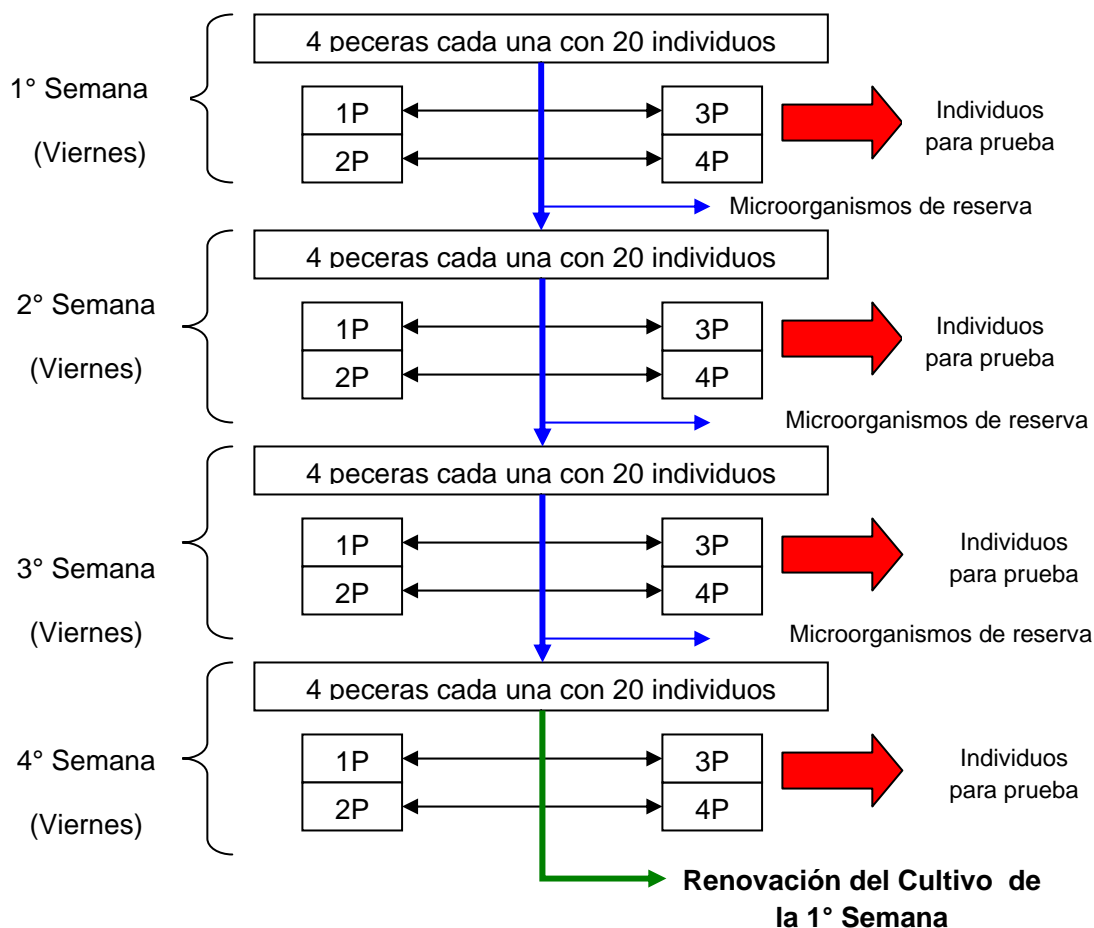 4 peceras cada una con 20 individuos
1° Semana
(Viernes)
1P
3P
2P
4P
Individuos
para prueba
Microorganismos de reserva
4 peceras cada una con 20 individuos
2° Semana
(Viernes)
1P
3P
2P
4P
Individuos
para prueba
Microorganismos de reserva
4 peceras cada una con 20 individuos
3° Semana
(Viernes)
1P
3P
2P
4P
Individuos
para prueba
Microorganismos de reserva
4 peceras cada una con 20 individuos
4° Semana
(Viernes)
1P
3P
2P
4P
Individuos
para prueba
Renovación del Cultivo de
la 1° Semana